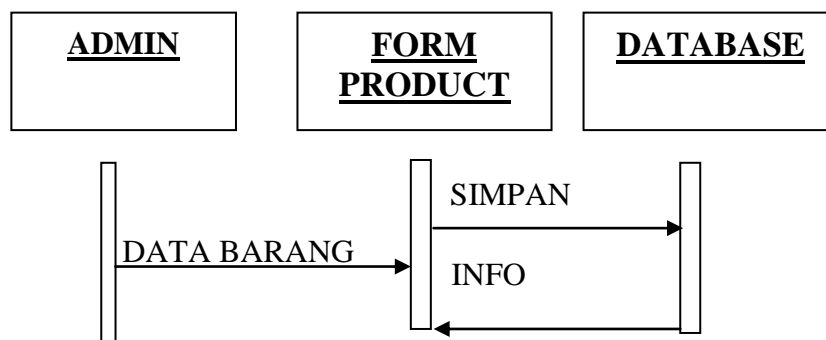 ADMIN
FORM
PRODUCT
DATABASE
SIMPAN
DATA BARANG
INFO